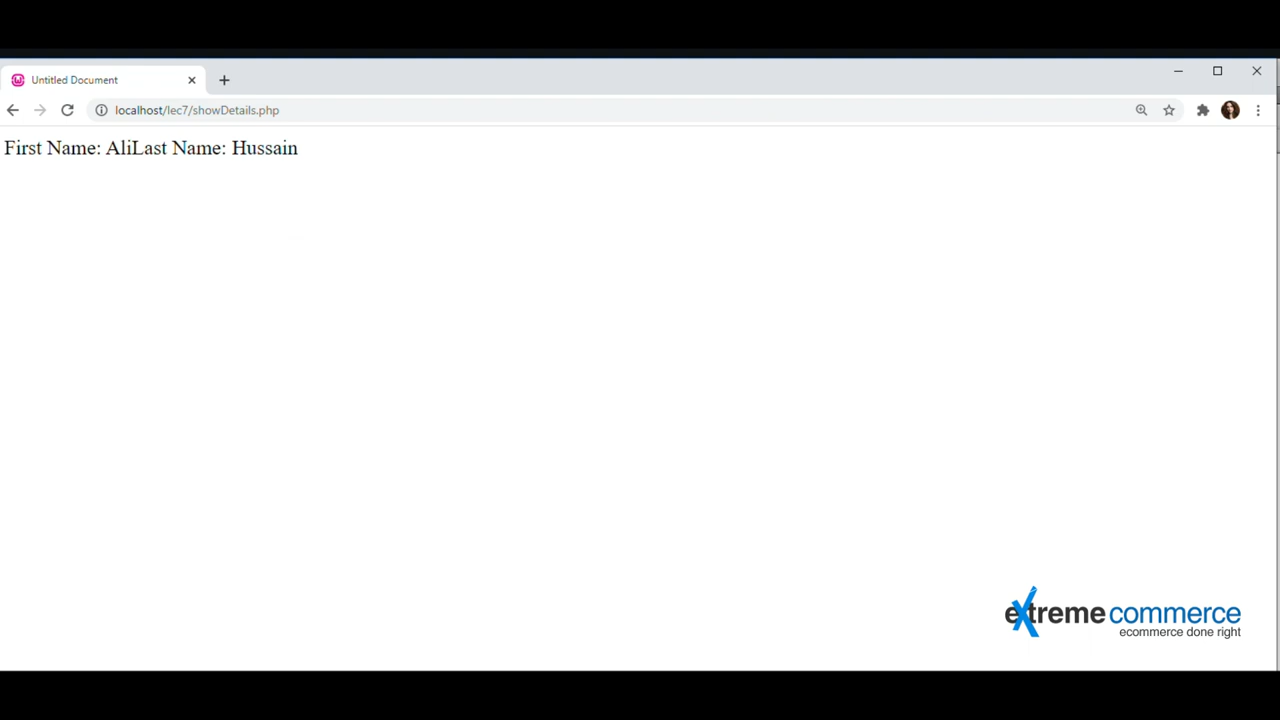 Untitled Document
localhost/lec7/showDetails.php
First Name: AliLast Name: Hussain
extreme commerce
ecommerce done right